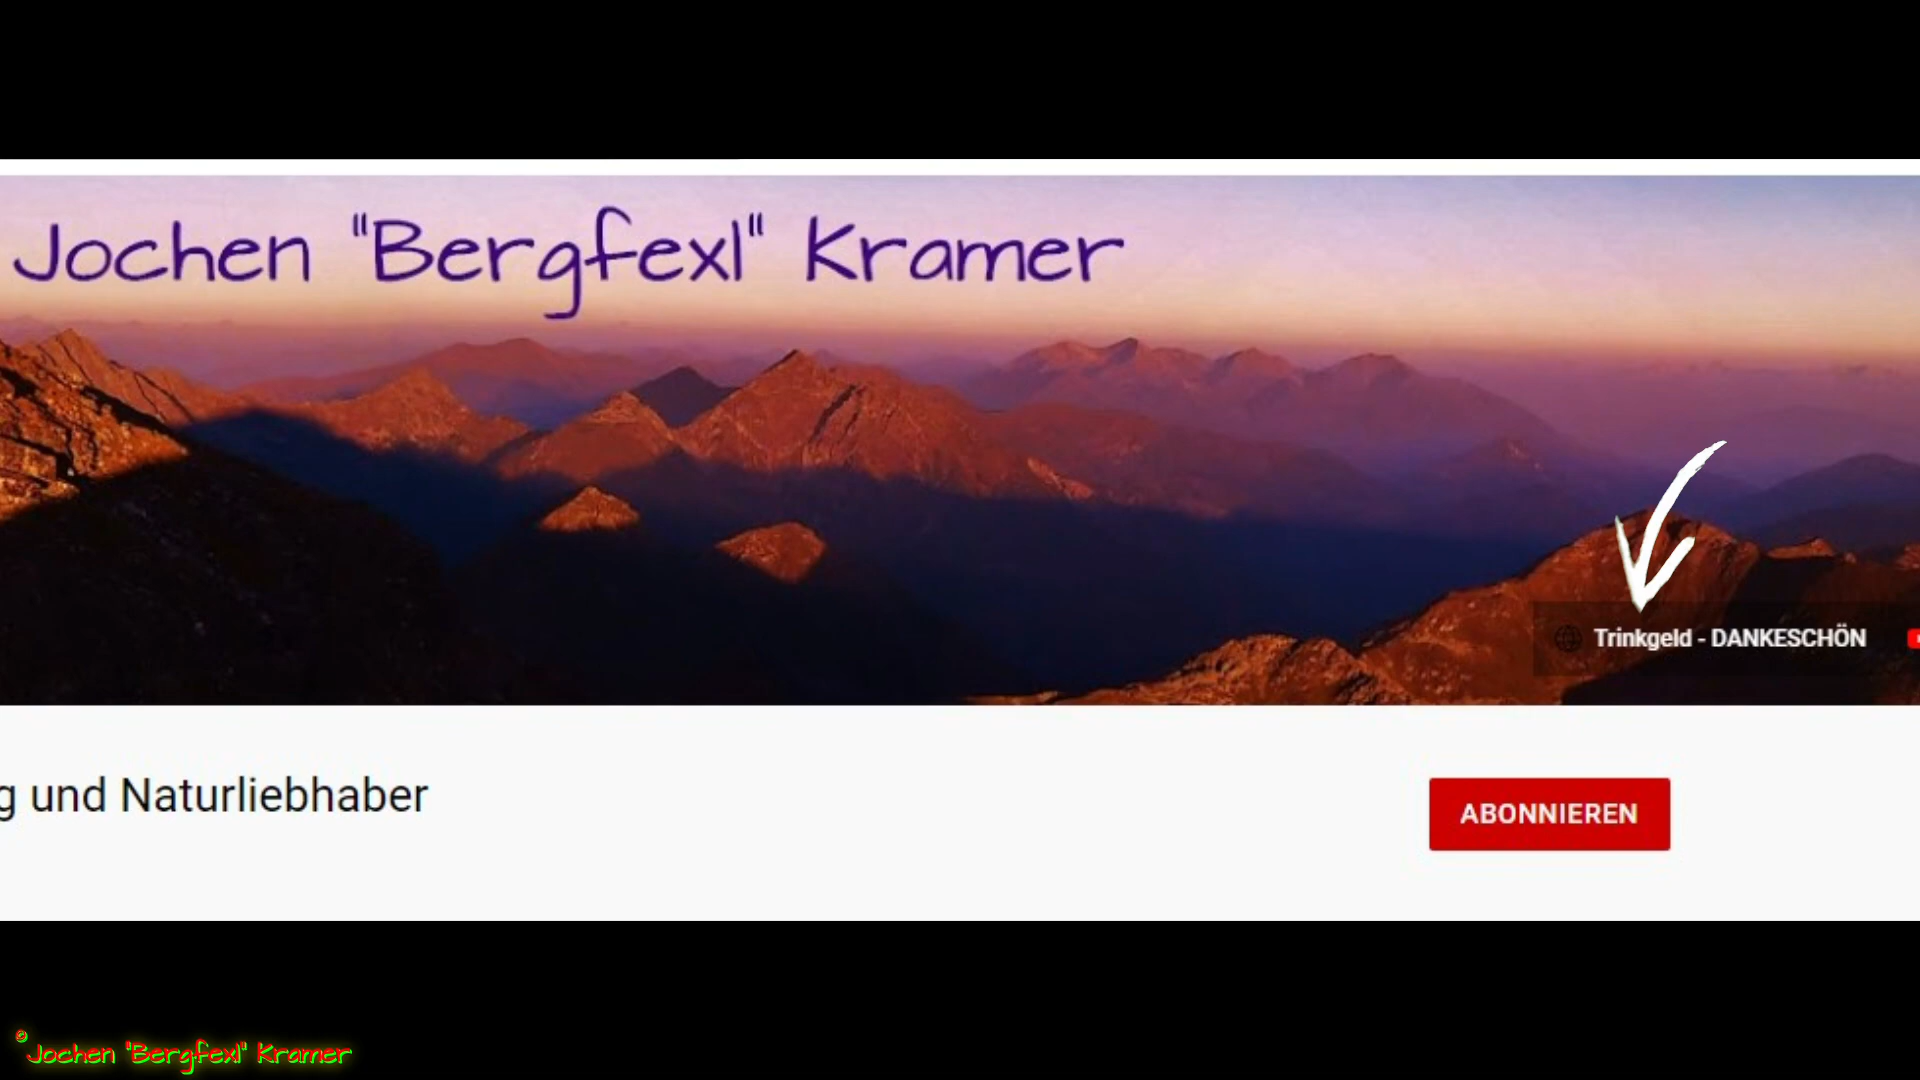 Jochen "Bergfexl" Kramer
Trinkgeld - DANKESCHÖN
g und Naturliebhaber
ABONNIEREN
©Jochen "Bergfexl" Kramer